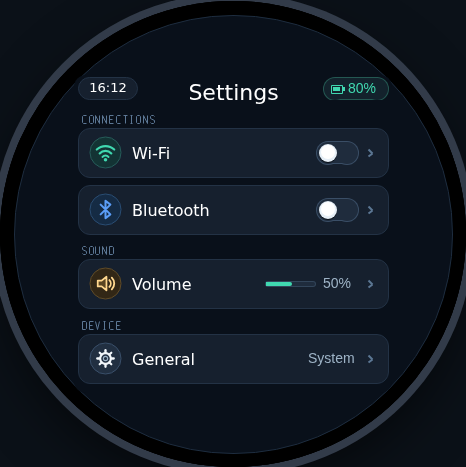 16:12 Settings 80%
CONNECTIONS
Wi-Fi
Bluetooth
SOUND
Volume 50%
DEVICE
General System